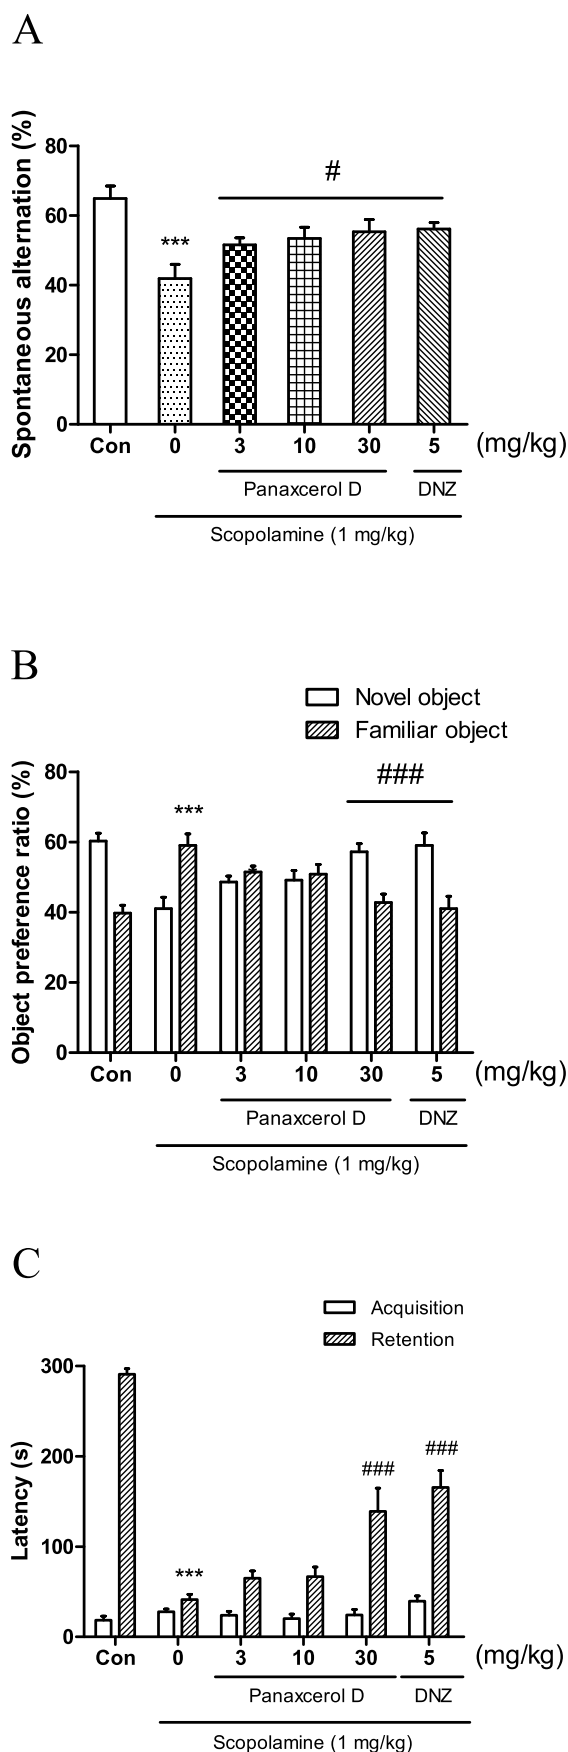 A
Spontaneous alternation (%)
80
60
40
20
0
#
***
Con 0 3 10 30 5 (mg/kg)
Panaxcerol D DNZ
Scopolamine (1 mg/kg)
B
Novel object
Familiar object
Object preference ratio (%)
80
60
40
20
0
###
***
Con 0 3 10 30 5 (mg/kg)
Panaxcerol D DNZ
Scopolamine (1 mg/kg)
C
Acquisition
Retention
Latency (s)
300
200
100
0
###
###
***
Con 0 3 10 30 5 (mg/kg)
Panaxcerol D DNZ
Scopolamine (1 mg/kg)